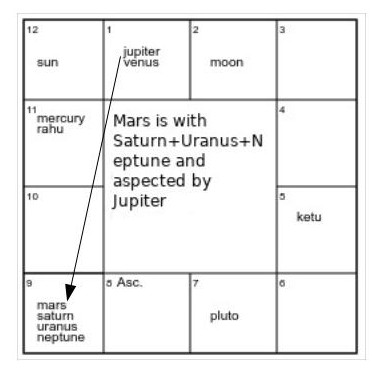 12
sun
1
jupiter
venus
2
moon
3
11
mercury
rahu
Mars is with
Saturn+Uranus+N
eptune and
aspected by
Jupiter
4
10
5
ketu
9
mars
saturn
uranus
neptune
8 Asc.
7
pluto
6